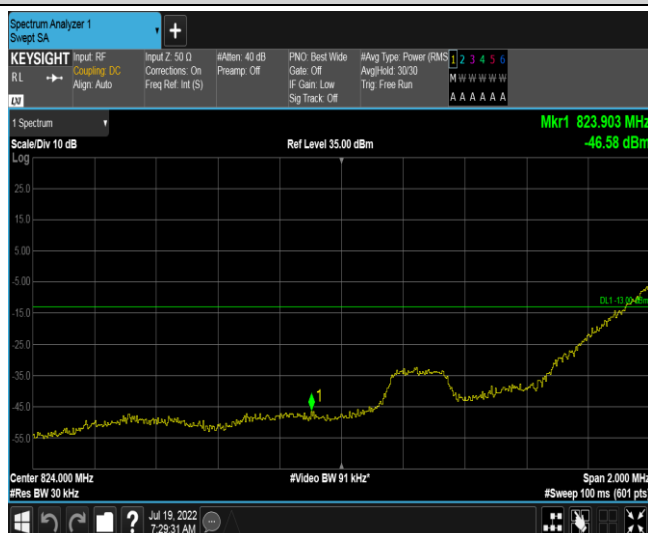 Spectrum Analyzer 1
Swept SA
+
KEYSIGHT
RL
Input: RF
Coupling: DC
Align: Auto
Input Z: 50 Ω
Corrections: On
Freq Ref: Int (S)
#Atten: 40 dB
Preamp: Off
PNO: Best Wide
Gate: Off
IF Gain: Low
Sig Track: Off
#Avg Type: Power (RMS
Avg|Hold: 30/30
Trig: Free Run
1 2 3 4 5 6
M W W W W W
A A A A A A
LXI
1 Spectrum
Mkr1 823.903 MHz
Scale/Div 10 dB
Ref Level 35.00 dBm
-46.58 dBm
Log
25.0
15.0
5.00
-5.00
DL1 -13.00 dBm
-15.0
-25.0
-35.0
1
-45.0
-55.0
Center 824.000 MHz
#Video BW 91 kHz*
Span 2.000 MHz
#Res BW 30 kHz
#Sweep 100 ms (601 pts)
?
Jul 19, 2022
7:29:31 AM